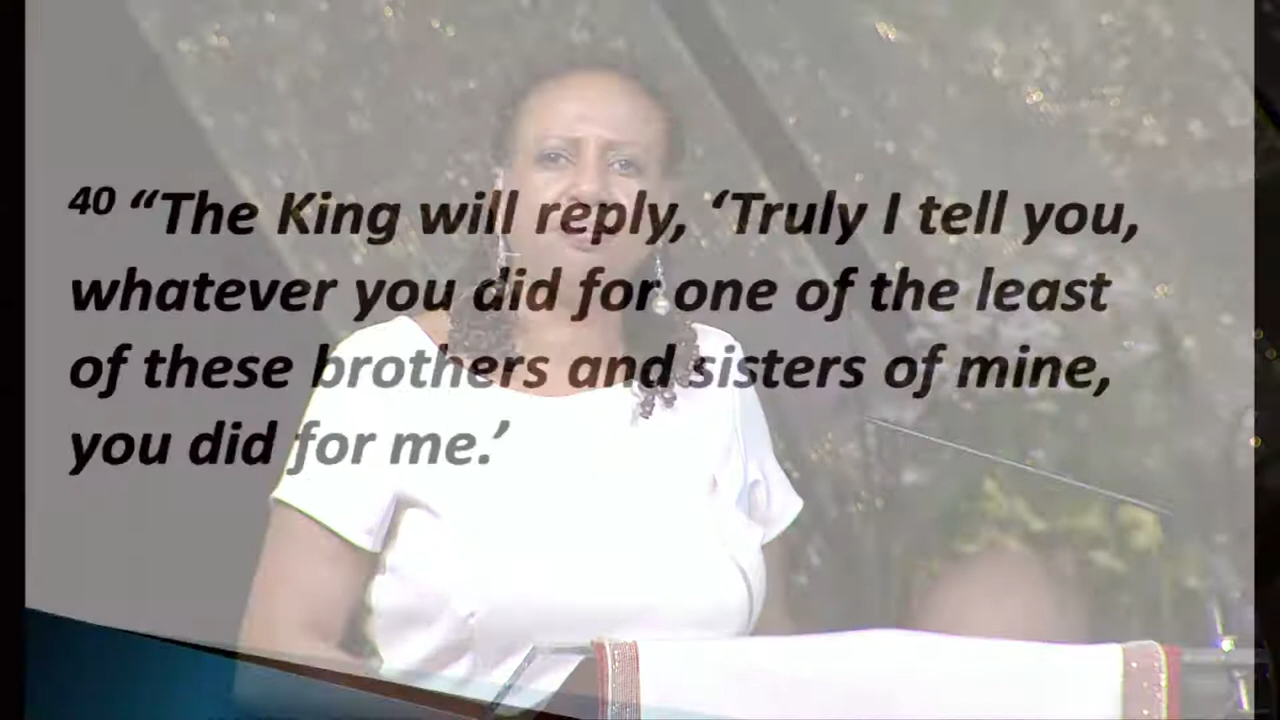 40 “The King will reply, ‘Truly I tell you,
whatever you did for one of the least
of these brothers and sisters of mine,
you did for me.’